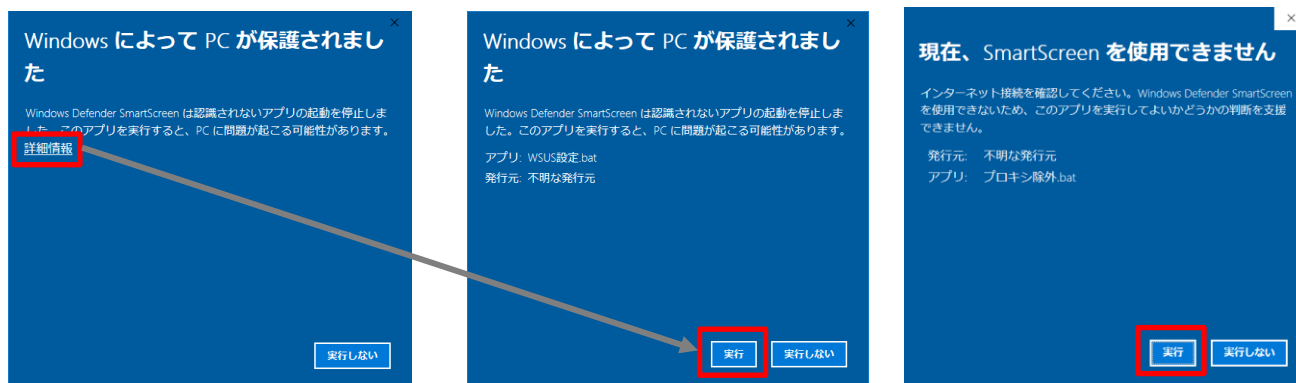 Windows によって PC が保護されまし
た
Windows Defender SmartScreen は認識されないアプリの起動を停止しま
した。このアプリを実行すると、PC に問題が起こる可能性があります。
詳細情報
実行しない
Windows によって PC が保護されまし
た
Windows Defender SmartScreen は認識されないアプリの起動を停止しま
した。このアプリを実行すると、PC に問題が起こる可能性があります。
アプリ: WSUS設定.bat
発行元: 不明な発行元
実行
実行しない
現在、SmartScreen を使用できません
インターネット接続を確認してください。Windows Defender SmartScreen
を使用できないため、このアプリを実行してよいかどうかの判断を支援
できません。
発行元: 不明な発行元
アプリ: プロキシ除外.bat
実行
実行しない